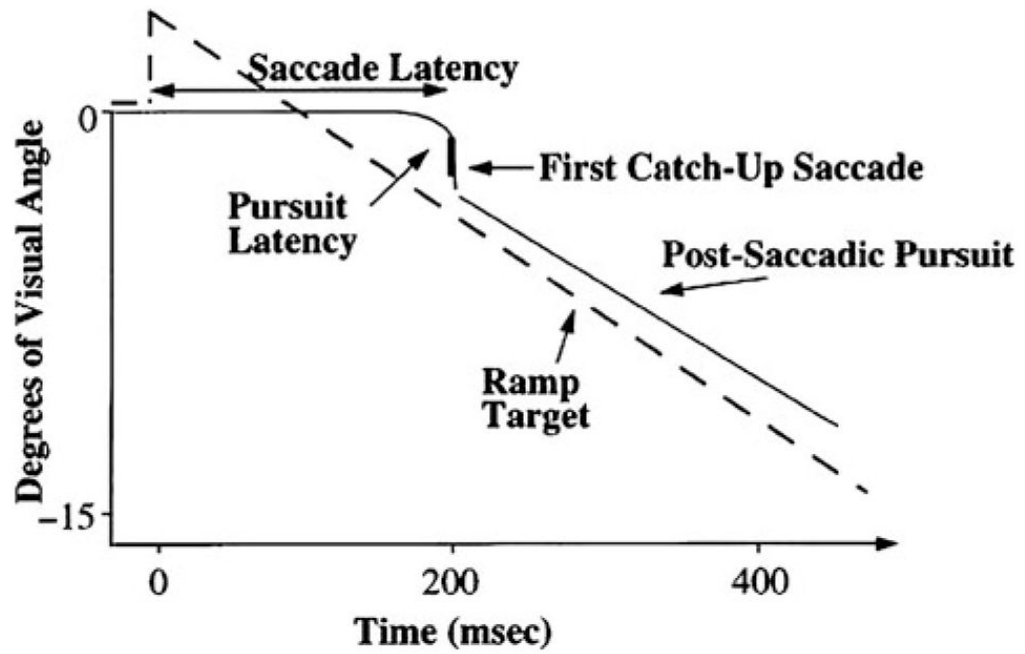 Saccade Latency
0
First Catch-Up Saccade
Pursuit
Latency
Post-Saccadic Pursuit
Ramp
Target
Degrees of Visual Angle
−15
0 200 400
Time (msec)